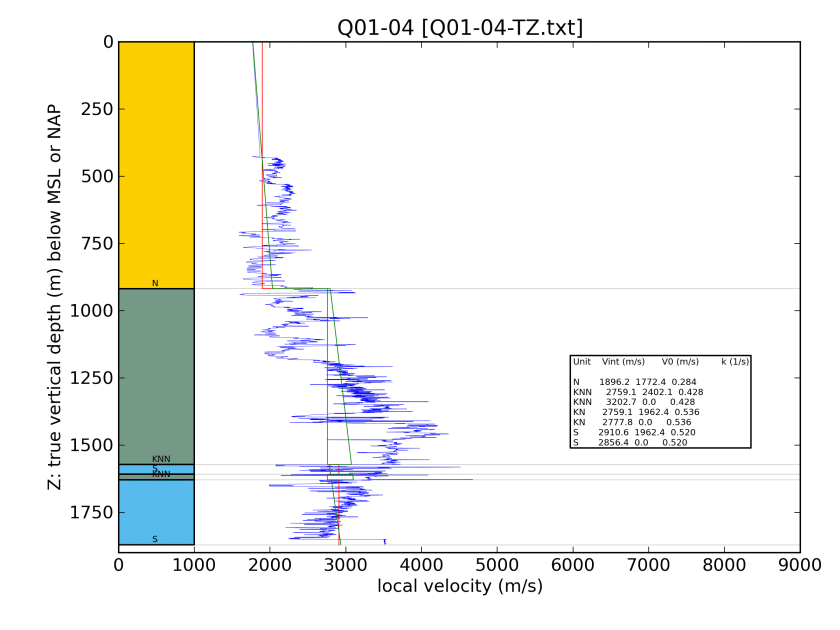 Q01-04 [Q01-04-TZ.txt]
Z: true vertical depth (m) below MSL or NAP
0
250
500
750
1000
1250
1500
1750
N
KNN
S
KNN
S
Unit Vint (m/s) V0 (m/s) k (1/s)
N 1896.2 1772.4 0.284
KNN 2759.1 2402.1 0.428
KNN 3202.7 0.0 0.428
KN 2759.1 1962.4 0.536
KN 2777.8 0.0 0.536
S 2910.6 1962.4 0.520
S 2856.4 0.0 0.520
0 1000 2000 3000 4000 5000 6000 7000 8000 9000
local velocity (m/s)